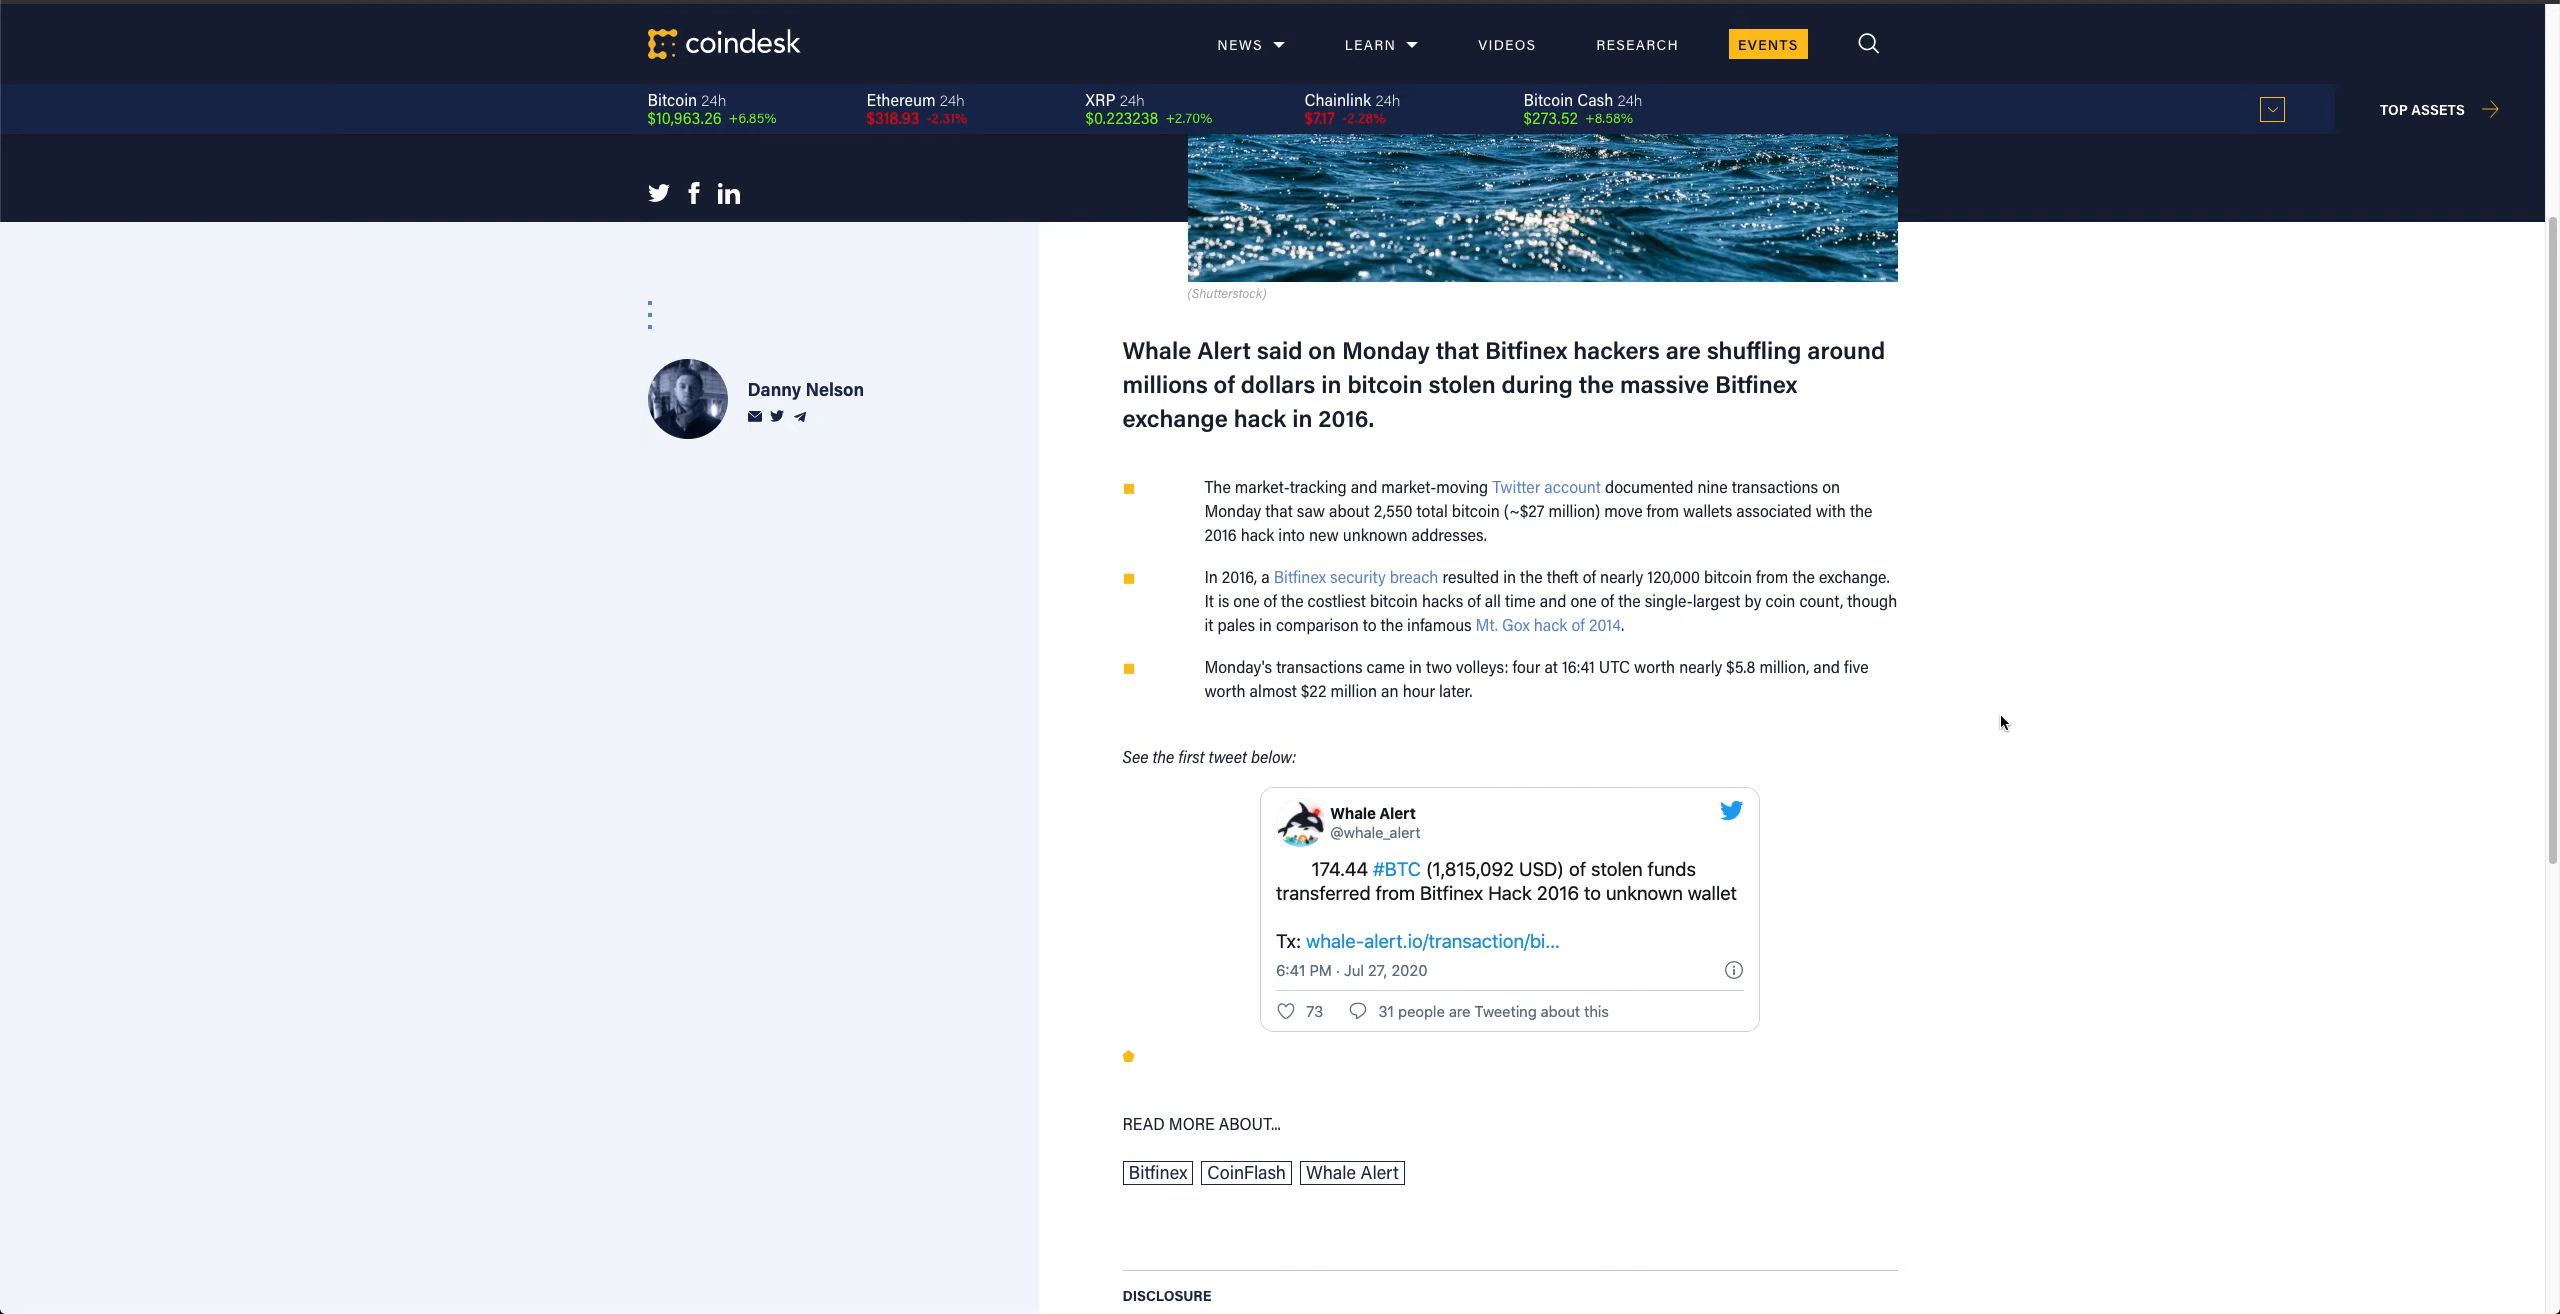 coindesk
NEWS
LEARN
VIDEOS
RESEARCH
EVENTS
Bitcoin 24h
$10,963.26 +6.85%
Ethereum 24h
$318.93 -2.31%
XRP 24h
$0.223238 +2.70%
Chainlink 24h
$7.17 -2.28%
Bitcoin Cash 24h
$273.52 +8.58%
TOP ASSETS
(Shutterstock)
Danny Nelson
Whale Alert said on Monday that Bitfinex hackers are shuffling around
millions of dollars in bitcoin stolen during the massive Bitfinex
exchange hack in 2016.
The market-tracking and market-moving Twitter account documented nine transactions on
Monday that saw about 2,550 total bitcoin (~$27 million) move from wallets associated with the
2016 hack into new unknown addresses.
In 2016, a Bitfinex security breach resulted in the theft of nearly 120,000 bitcoin from the exchange.
It is one of the costliest bitcoin hacks of all time and one of the single-largest by coin count, though
it pales in comparison to the infamous Mt. Gox hack of 2014.
Monday's transactions came in two volleys: four at 16:41 UTC worth nearly $5.8 million, and five
worth almost $22 million an hour later.
See the first tweet below:
Whale Alert
@whale_alert
174.44 #BTC (1,815,092 USD) of stolen funds
transferred from Bitfinex Hack 2016 to unknown wallet
Tx: whale-alert.io/transaction/bi...
6:41 PM · Jul 27, 2020
73
31 people are Tweeting about this
READ MORE ABOUT...
Bitfinex
CoinFlash
Whale Alert
DISCLOSURE